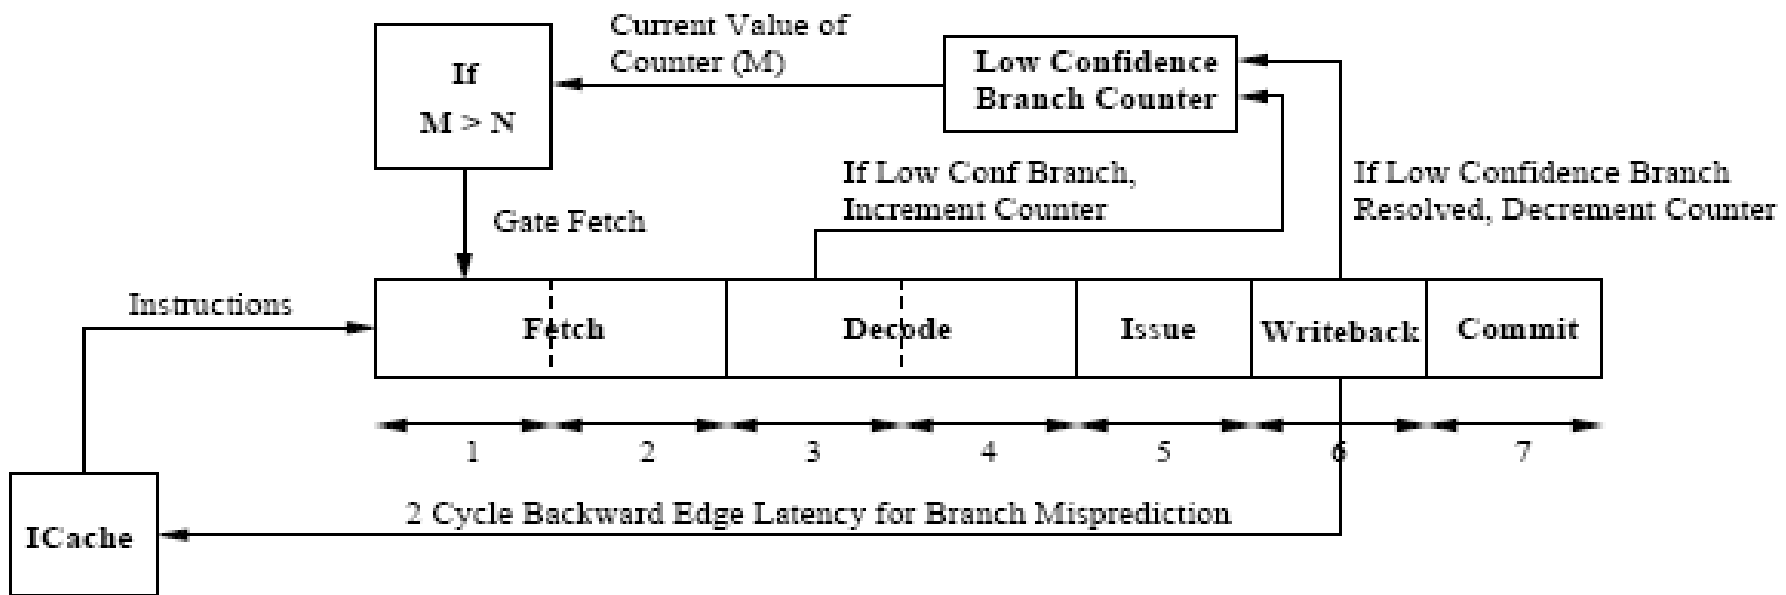 Current Value of
Counter (M)
If
M > N
Low Confidence
Branch Counter
If Low Conf Branch,
Increment Counter
If Low Confidence Branch
Resolved, Decrement Counter
Gate Fetch
Instructions
Fetch
Decode
Issue
Writeback
Commit
1
2
3
4
5
6
7
2 Cycle Backward Edge Latency for Branch Misprediction
ICache